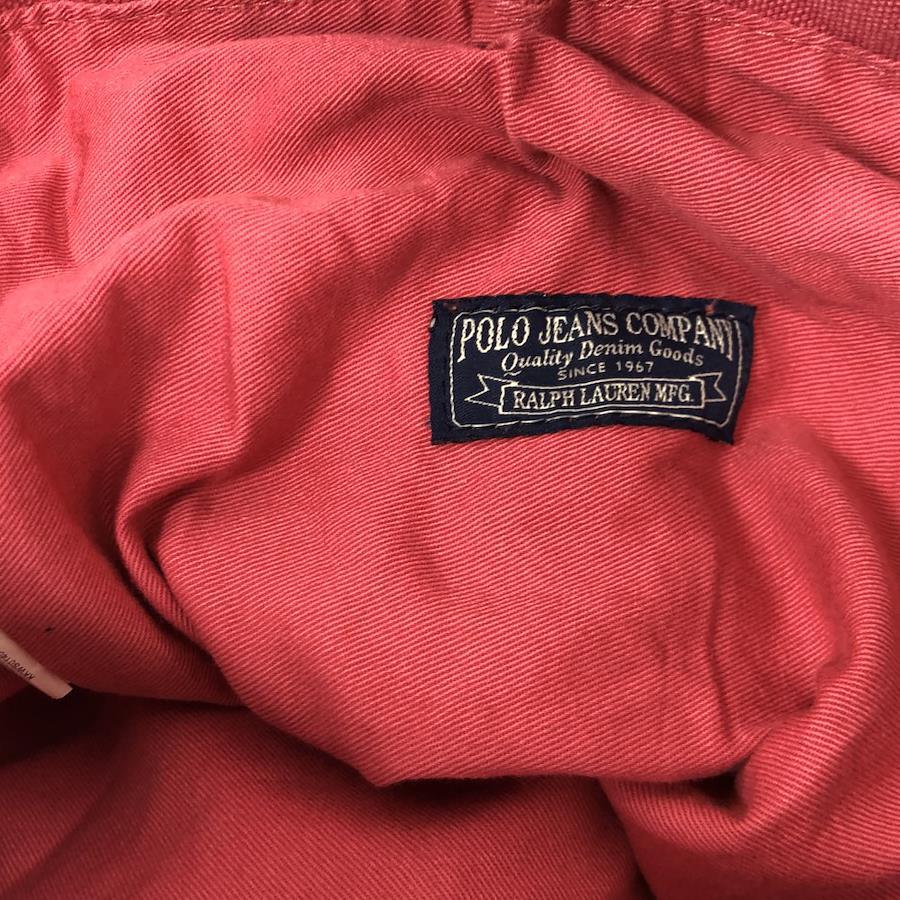 POLO JEANS COMPANY
Quality Denim Goods
SINCE 1967
RALPH LAUREN MFG.